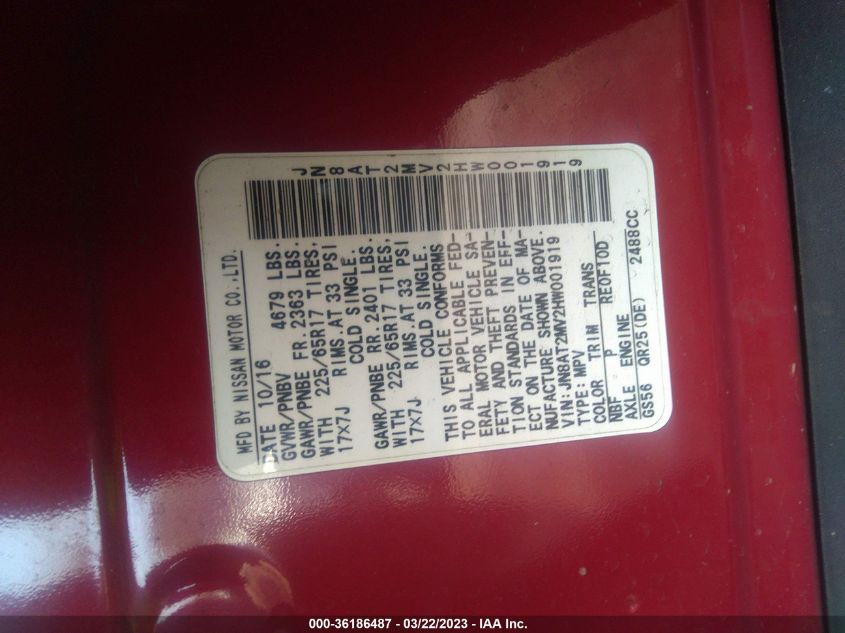 MFD BY NISSAN MOTOR CO.,LTD.
DATE 10/16
GVWR/PNBV 4679 LBS.
GAWR/PNBE FR.2363 LBS.
WITH 225/65R17 TIRES,
17X7J RIMS.AT 33 PSI
COLD SINGLE.
GAWR/PNBE RR.2401 LBS.
WITH 225/65R17 TIRES,
17X7J RIMS.AT 33 PSI
COLD SINGLE.
THIS VEHICLE CONFORMS
TO ALL APPLICABLE FED-
ERAL MOTOR VEHICLE SA-
FETY AND THEFT PREVEN-
TION STANDARDS IN EFF-
ECT ON THE DATE OF MA-
NUFACTURE SHOWN ABOVE.
VIN:JN8AT2MV2HW001919
TYPE:MPV
COLOR TRIM TRANS
NBF P RE0F10D
AXLE ENGINE 2488CC
GS56 QR25(DE)
JN8AT2MV2HW001919
000-36186487 - 03/22/2023 - IAA Inc.